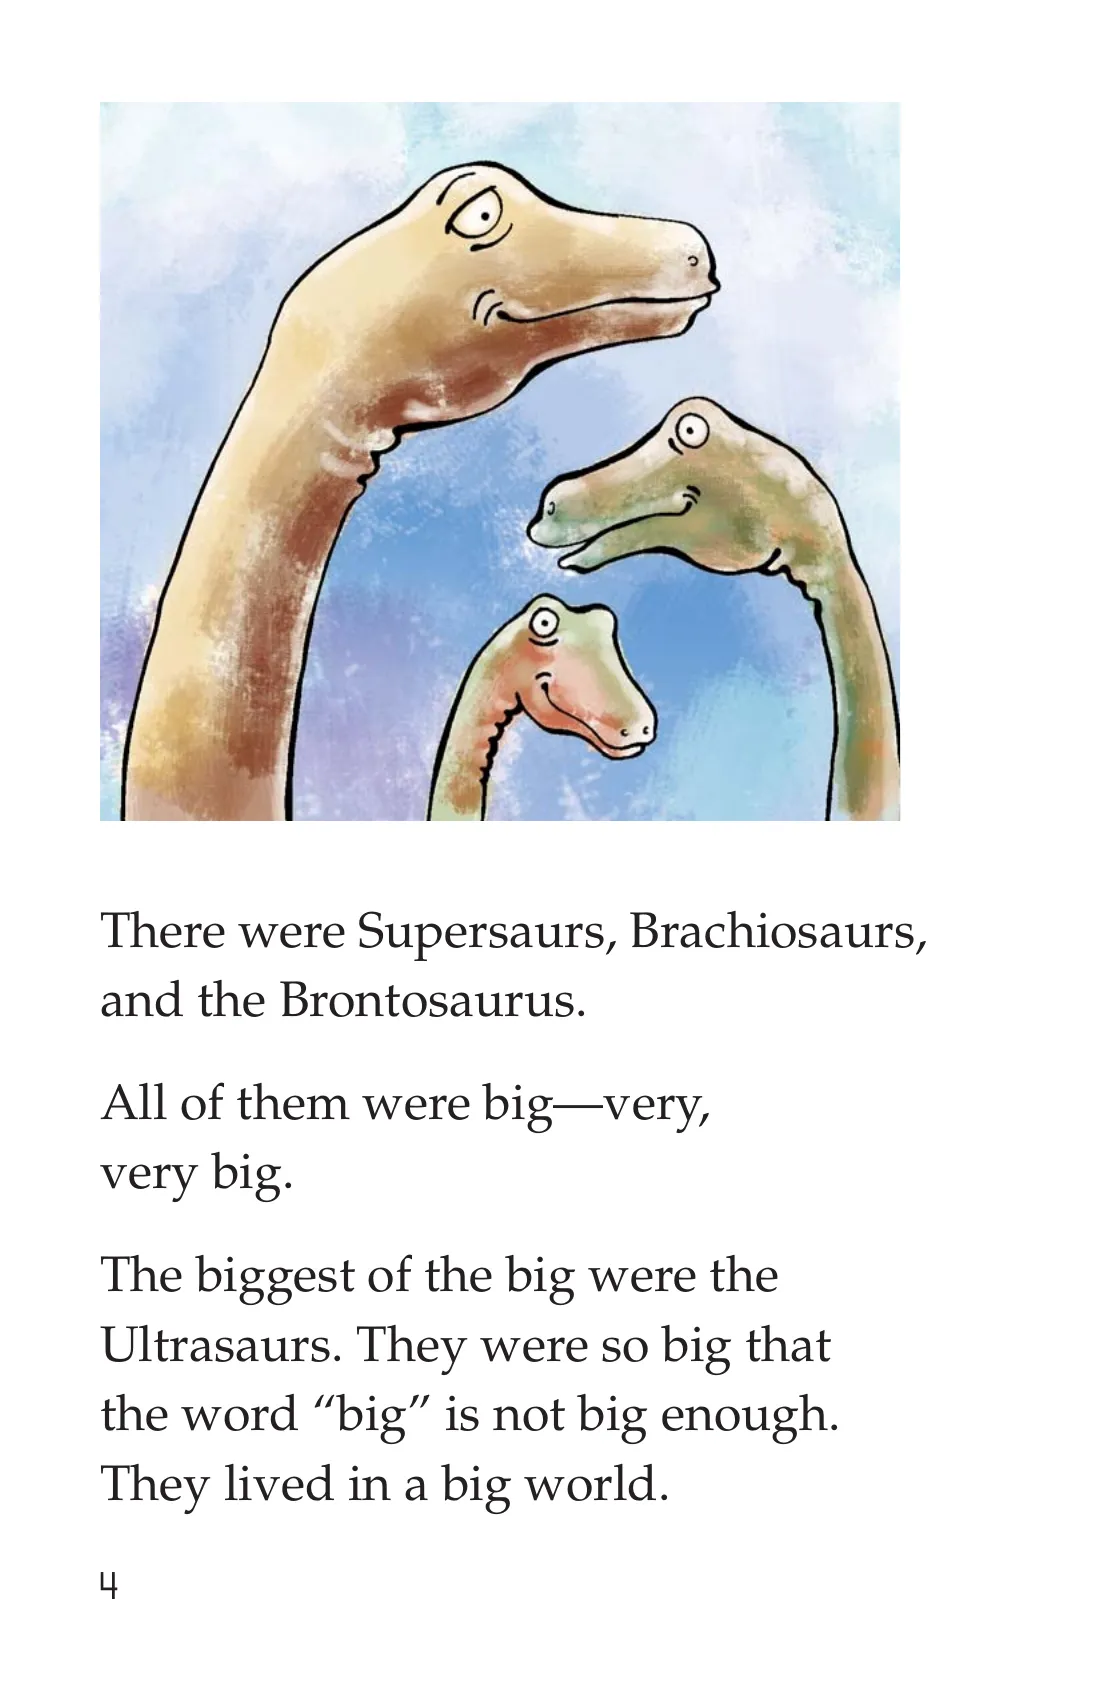 There were Supersaurs, Brachiosaurs,
and the Brontosaurus.
All of them were big—very,
very big.
The biggest of the big were the
Ultrasaurs. They were so big that
the word “big” is not big enough.
They lived in a big world.
4